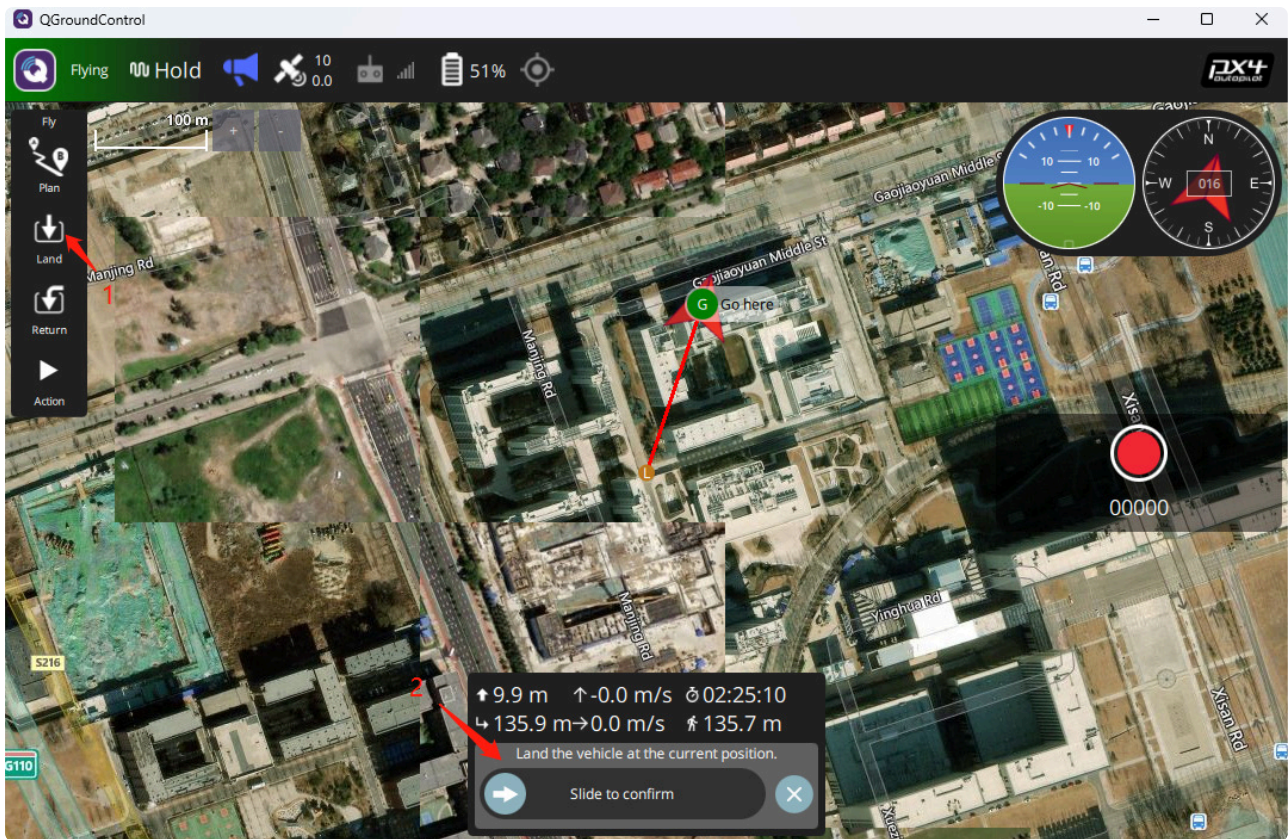 QGroundControl
Flying
Hold
10
0.0
51%
px4
autopilot
Fly
100 m
+
-
Plan
Land
Return
Action
1
Manjing Rd
Gaojiaoyuan Middle S
Gaojiaoyuan Middle St
G Go here
Manjing Rd
L
10 10
-10 -10
N
W 016 E
S
an Rd
Xisan
00000
Yinghua Rd
Manjing Rd
S216
G110
Xisan Rd
2
9.9 m -0.0 m/s 02:25:10
135.9 m 0.0 m/s 135.7 m
Land the vehicle at the current position.
Slide to confirm